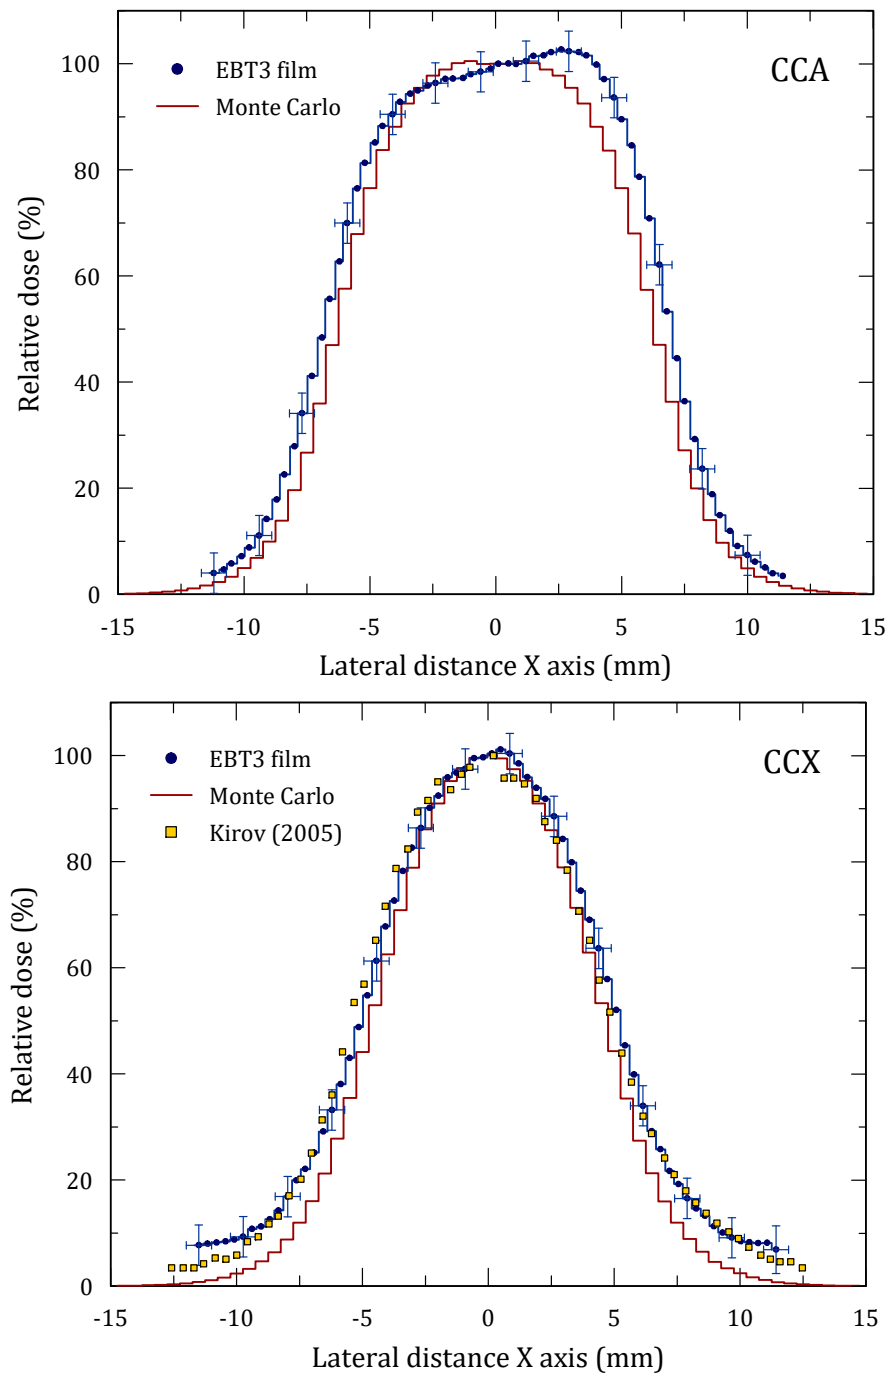 CCA
EBT3 film
Monte Carlo
100
80
60
40
20
0
Relative dose (%)
-15 -10 -5 0 5 10 15
Lateral distance X axis (mm)
CCX
EBT3 film
Monte Carlo
Kirov (2005)
100
80
60
40
20
0
Relative dose (%)
-15 -10 -5 0 5 10 15
Lateral distance X axis (mm)